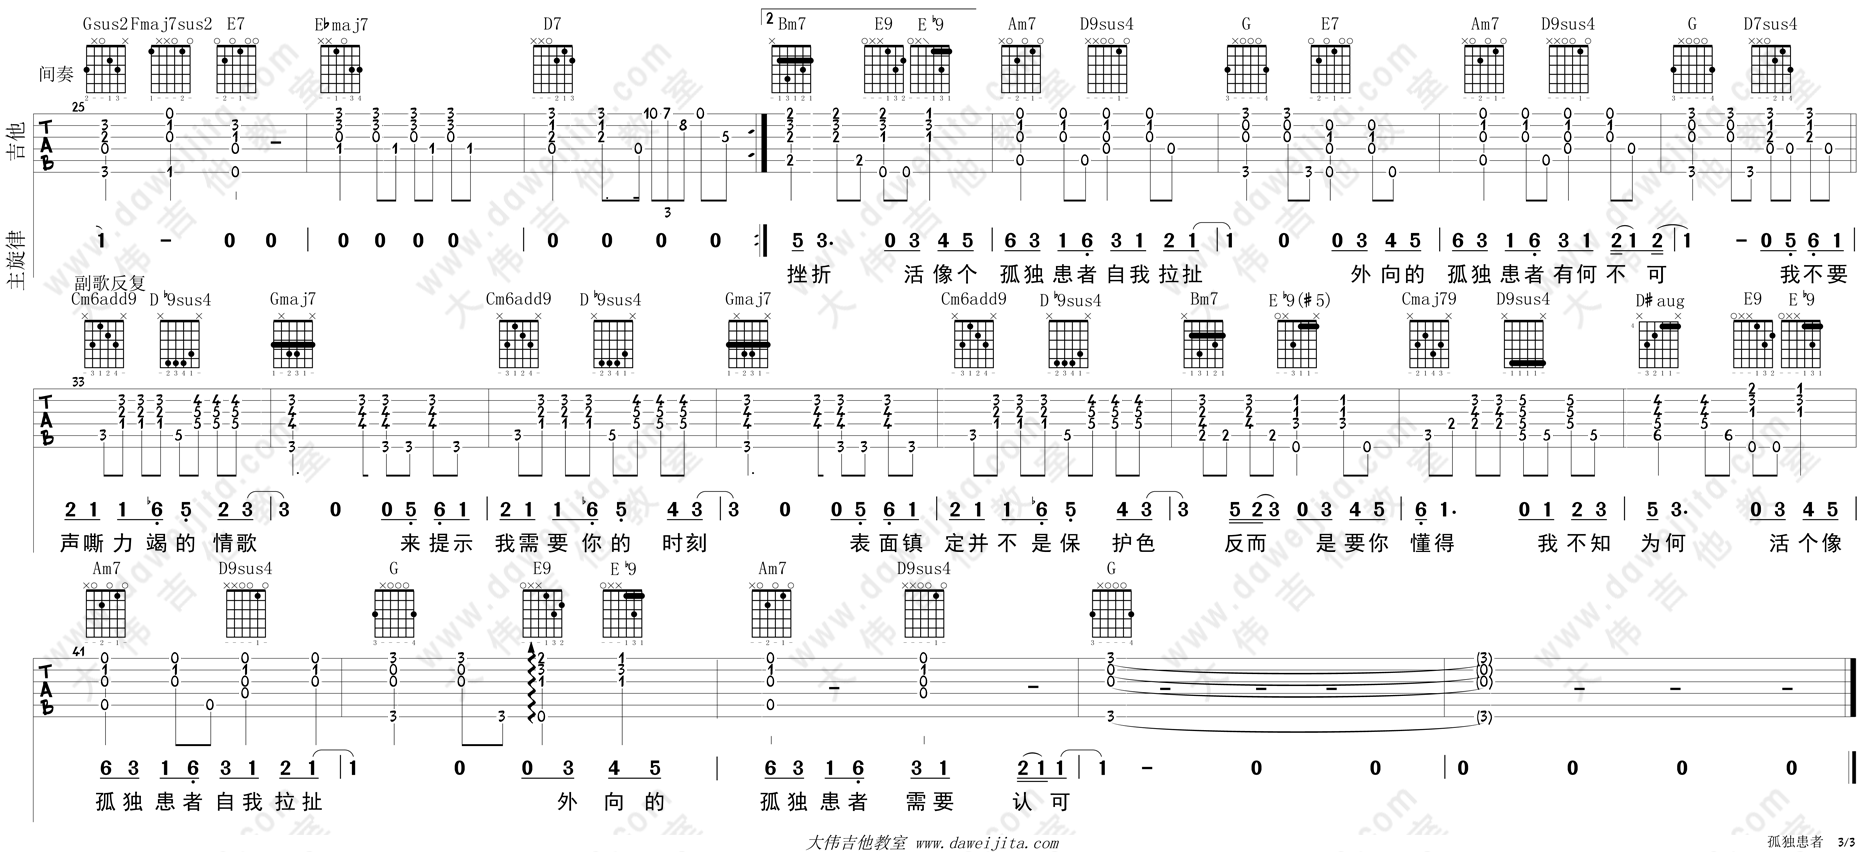 Gsus2 Fmaj7sus2 E7 E♭maj7 D7 2 Bm7 E9 E♭9 Am7 D9sus4 G E7 Am7 D9sus4 G D7sus4
间奏
25
吉他 TAB
主旋律 1 - 0 0 | 0 0 0 0 | 0 0 0 0 :| 5 3. 0 3 4 5 | 6 3 1 6 3 1 2 1 | 1 0 0 3 4 5 | 6 3 1 6 3 1 2 1 2 | 1 - 0 5 6 1
挫折 活像个 孤独患者自我拉扯 外向的 孤独患者有何不可 我不要
副歌反复
Cm6add9 D♭9sus4 Gmaj7 Cm6add9 D♭9sus4 Gmaj7 Cm6add9 D♭9sus4 Bm7 E♭9(#5) Cmaj79 D9sus4 D#aug E9 E♭9
33
TAB
2 1 1 ♭6 5 2 3 | 3 0 0 5 6 1 | 2 1 1 ♭6 5 4 3 | 3 0 0 5 6 1 | 2 1 1 ♭6 5 4 3 | 3 5 2 3 0 3 4 5 | 6 1. 0 1 2 3 | 5 3. 0 3 4 5
声嘶力竭的情歌 来提示 我需要你的时刻 表面镇 定并不是保护色 反而是要你 懂得 我不知 为何 活个像
Am7 D9sus4 G E9 E♭9 Am7 D9sus4 G
41
TAB
6 3 1 6 3 1 2 1 | 1 0 0 3 4 5 | 6 3 1 6 3 1 2 1 1 | 1 - 0 0 | 0 0 0 0
孤独患者自我拉扯 外向的 孤独患者需要认可
大伟吉他教室 www.daweijita.com
孤独患者 3/3